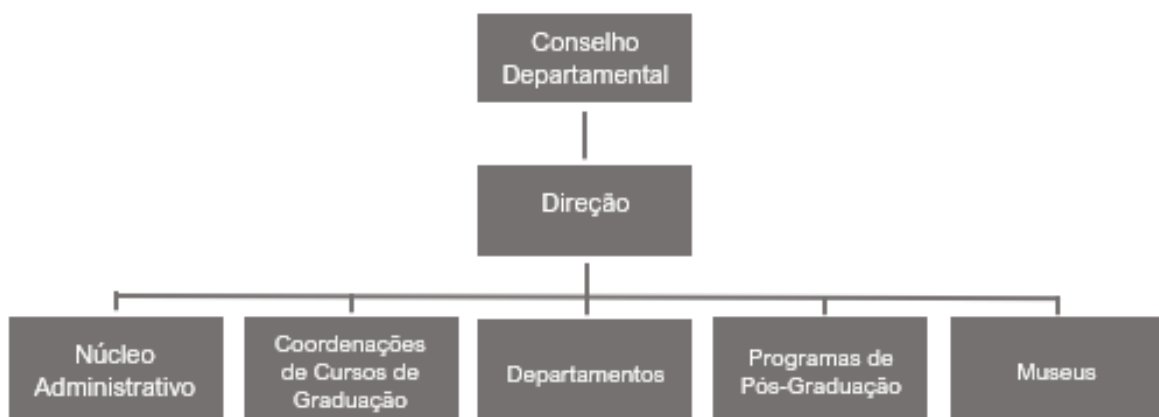 Conselho
Departamental
Direção
Núcleo
Administrativo
Coordenações
de Cursos de
Graduação
Departamentos
Programas de
Pós-Graduação
Museus